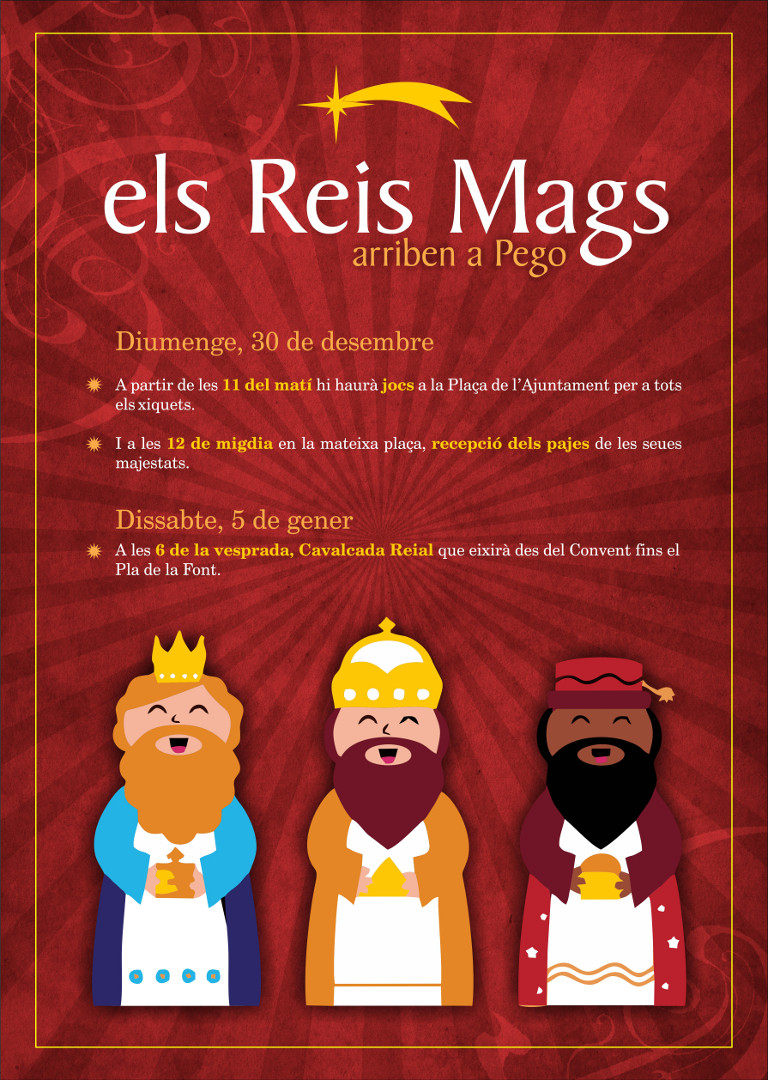 els Reis Mags
arriben a Pego
Diumenge, 30 de desembre
A partir de les 11 del matí hi haurà jocs a la Plaça de l'Ajuntament per a tots
els xiquets.
I a les 12 de migdia en la mateixa plaça, recepció dels pajes de les seues
majestats.
Dissabte, 5 de gener
A les 6 de la vesprada, Cavalcada Reial que eixirà des del Convent fins el
Pla de la Font.